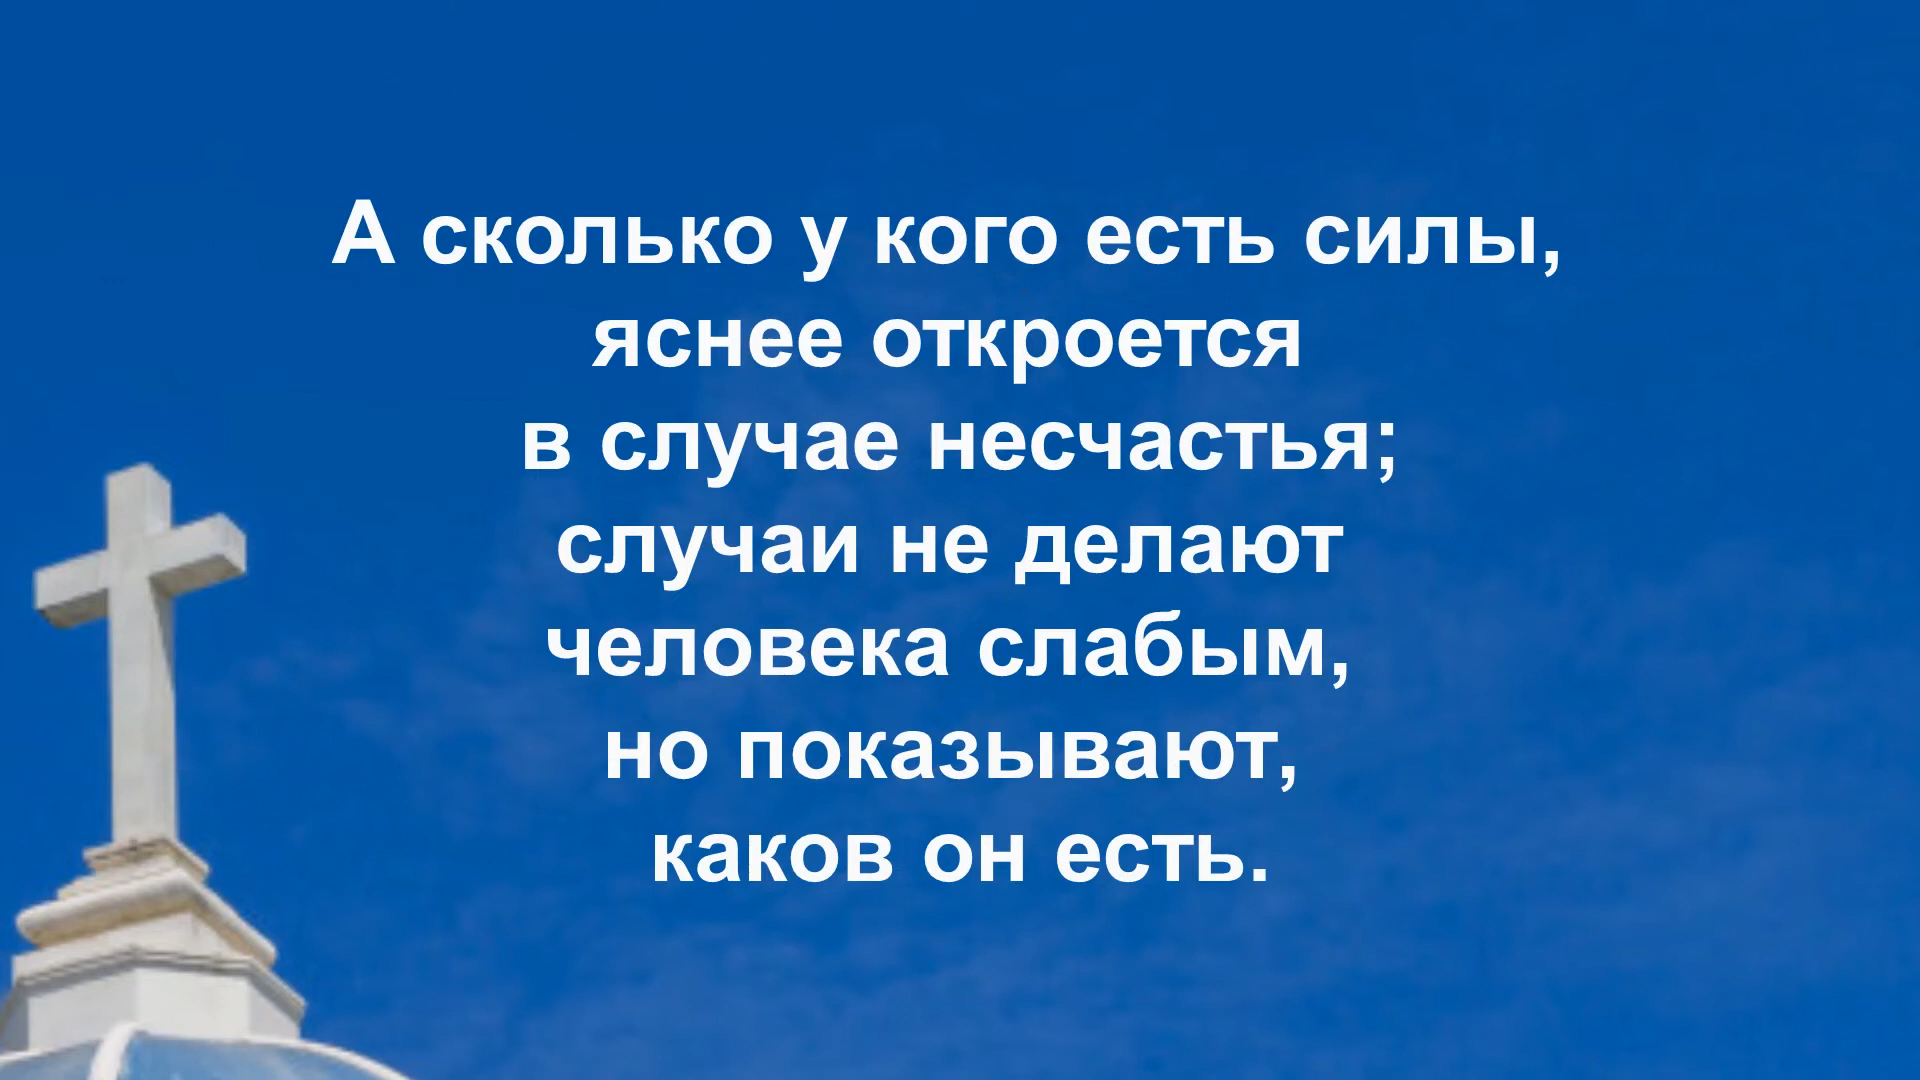 А сколько у кого есть силы,
яснее откроется
в случае несчастья;
случаи не делают
человека слабым,
но показывают,
каков он есть.